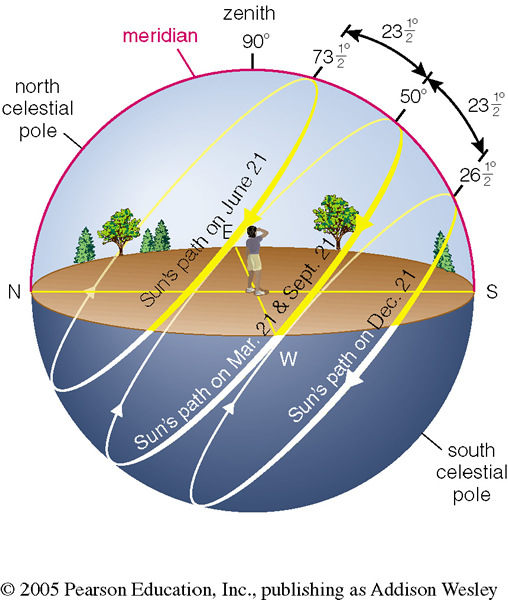 zenith
meridian
90°
73 1/2°
23 1/2°
north
celestial
pole
50°
23 1/2°
26 1/2°
Sun's path on June 21
E
Sun's path on Mar. 21 & Sept. 21
Sun's path on Dec. 21
N
S
W
south
celestial
pole
© 2005 Pearson Education, Inc., publishing as Addison Wesley